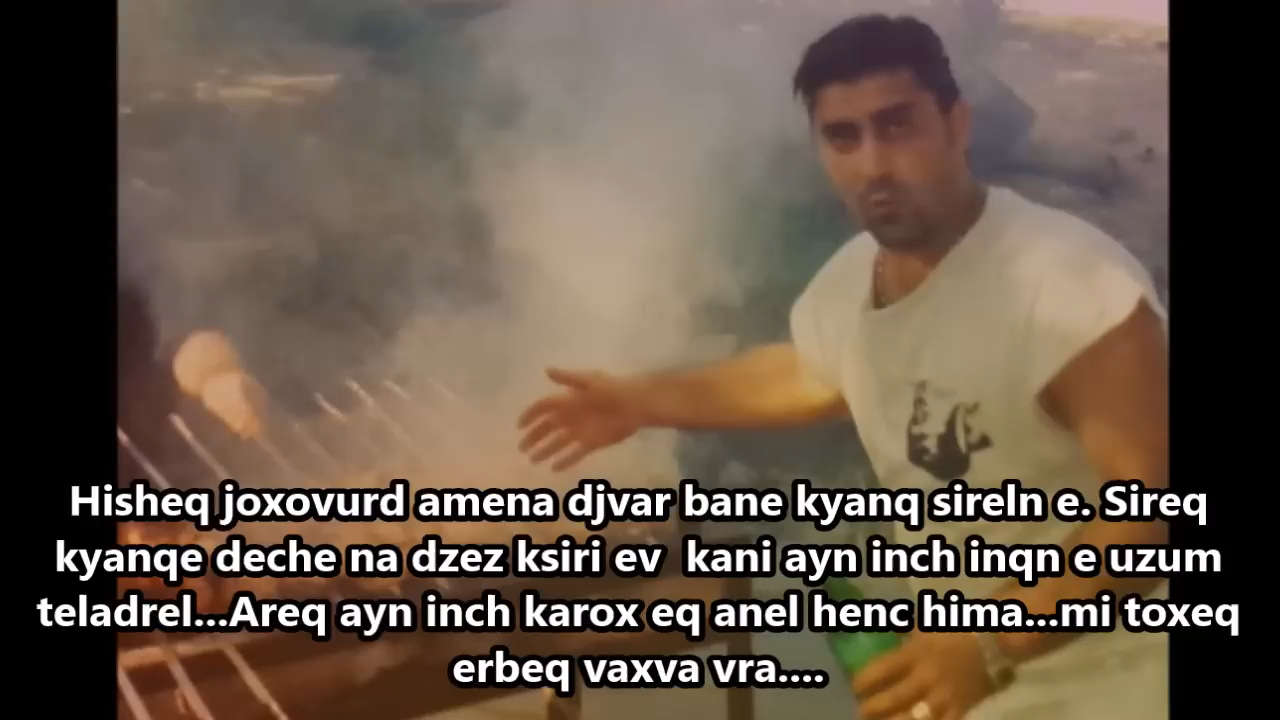 Hisheq joxovurd amena djvar bane kyanq sireln e. Sireq
kyanqe deche na dzez ksiri ev kani ayn inch inqn e uzum
teladrel...Areq ayn inch karox eq anel henc hima...mi toxeq
erbeq vaxva vra....